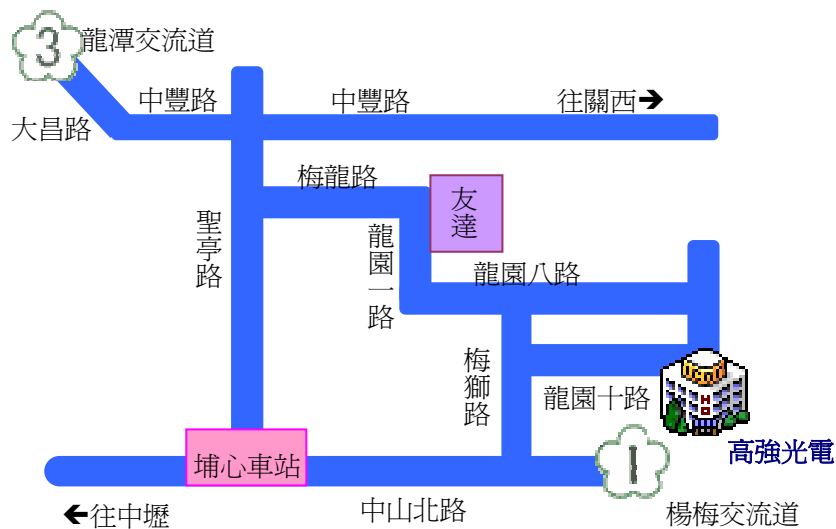 3
龍潭交流道
中豐路
中豐路
往關西→
大昌路
梅龍路
友達
聖亭路
龍園一路
龍園八路
梅獅路
龍園十路
高強光電
埔心車站
1
←往中壢
中山北路
楊梅交流道